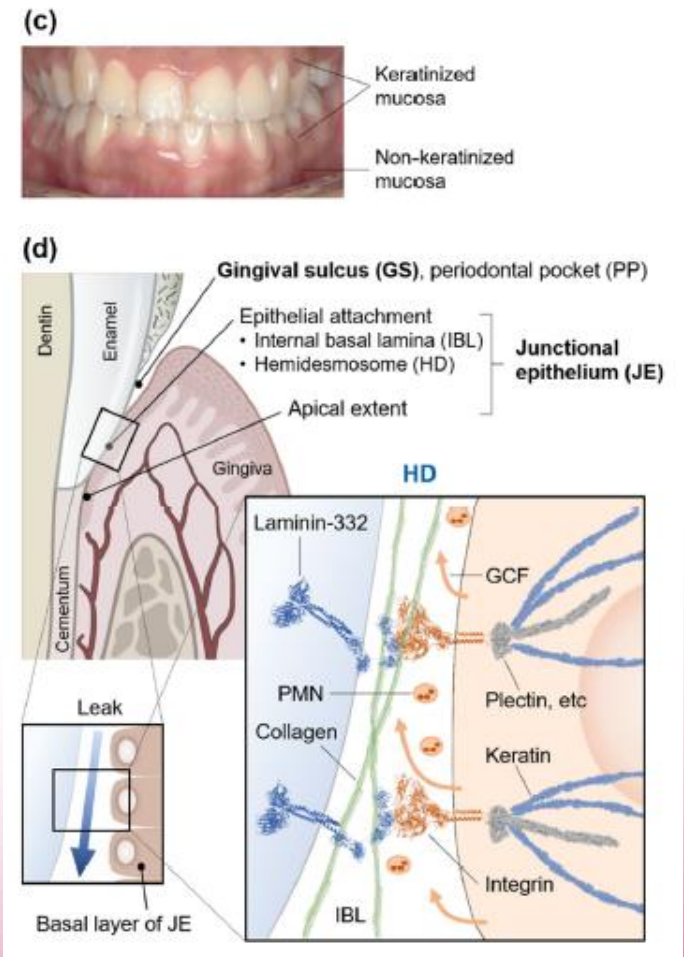 (c)
Keratinized
mucosa
Non-keratinized
mucosa
(d)
Gingival sulcus (GS), periodontal pocket (PP)
Epithelial attachment
• Internal basal lamina (IBL)
• Hemidesmosome (HD)
Junctional
epithelium (JE)
Apical extent
Dentin
Enamel
Gingiva
Cementum
HD
Laminin-332
GCF
PMN
Plectin, etc
Collagen
Keratin
Integrin
IBL
Leak
Basal layer of JE